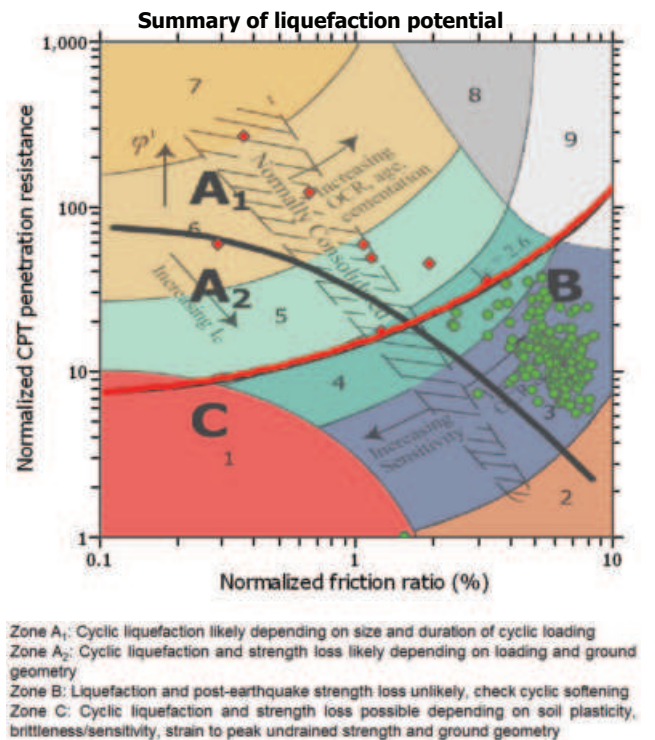 Summary of liquefaction potential
Normalized CPT penetration resistance
1,000
100
10
1
7
8
9
φ'
A1
Normally Consolidated
Increasing
OCR, age,
cementation
6
A2
Increasing Ic
5
= 2.6
B
4
3
C
1
Increasing
Sensitivity
2
0.1
1
10
Normalized friction ratio (%)
Zone A1: Cyclic liquefaction likely depending on size and duration of cyclic loading
Zone A2: Cyclic liquefaction and strength loss likely depending on loading and ground
geometry
Zone B: Liquefaction and post-earthquake strength loss unlikely, check cyclic softening
Zone C: Cyclic liquefaction and strength loss possible depending on soil plasticity,
brittleness/sensitivity, strain to peak undrained strength and ground geometry